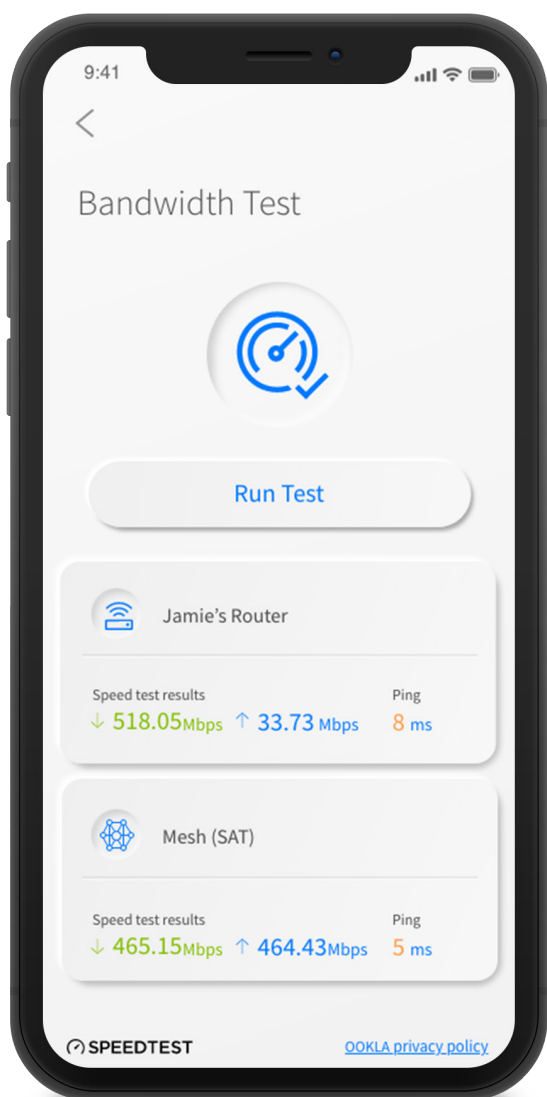 9:41
Bandwidth Test
Run Test
Jamie’s Router
Speed test results Ping
↓ 518.05Mbps ↑ 33.73 Mbps 8 ms
Mesh (SAT)
Speed test results Ping
↓ 465.15Mbps ↑ 464.43Mbps 5 ms
SPEEDTEST OOKLA privacy policy